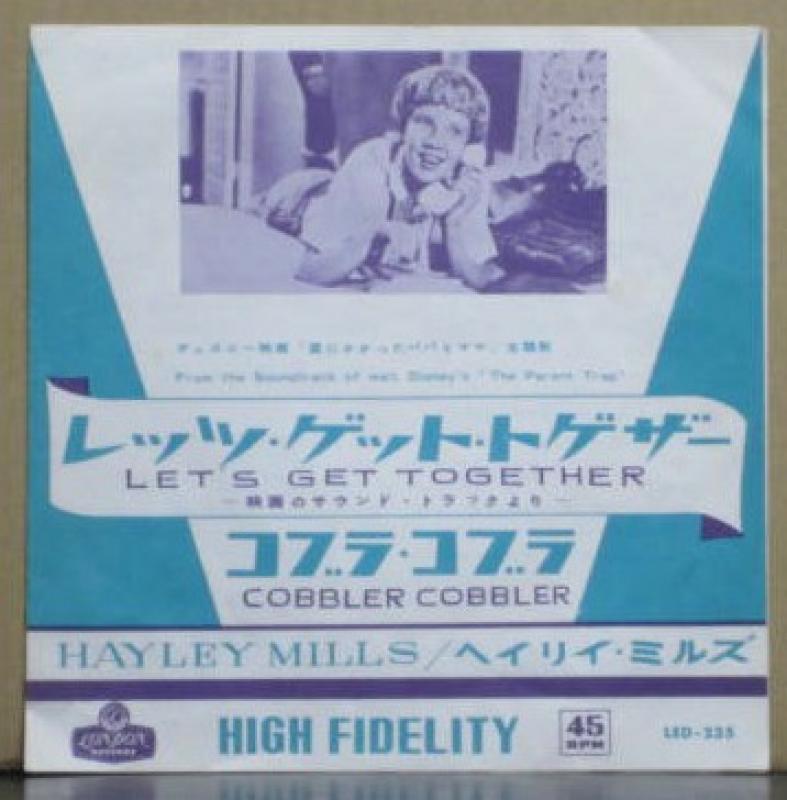 ディズニー映画「罠にかかったパパとママ」主題歌
From the Soundtrack of Walt Disney's "The Parent Trap"
レッツ・ゲット・トゲザー
LET'S GET TOGETHER
—映画のサウンド・トラックより—
コブラ・コブラ
COBBLER COBBLER
HAYLEY MILLS/ヘイリイ・ミルズ
LONDON
RECORDS
HIGH FIDELITY
45
RPM
LED-225